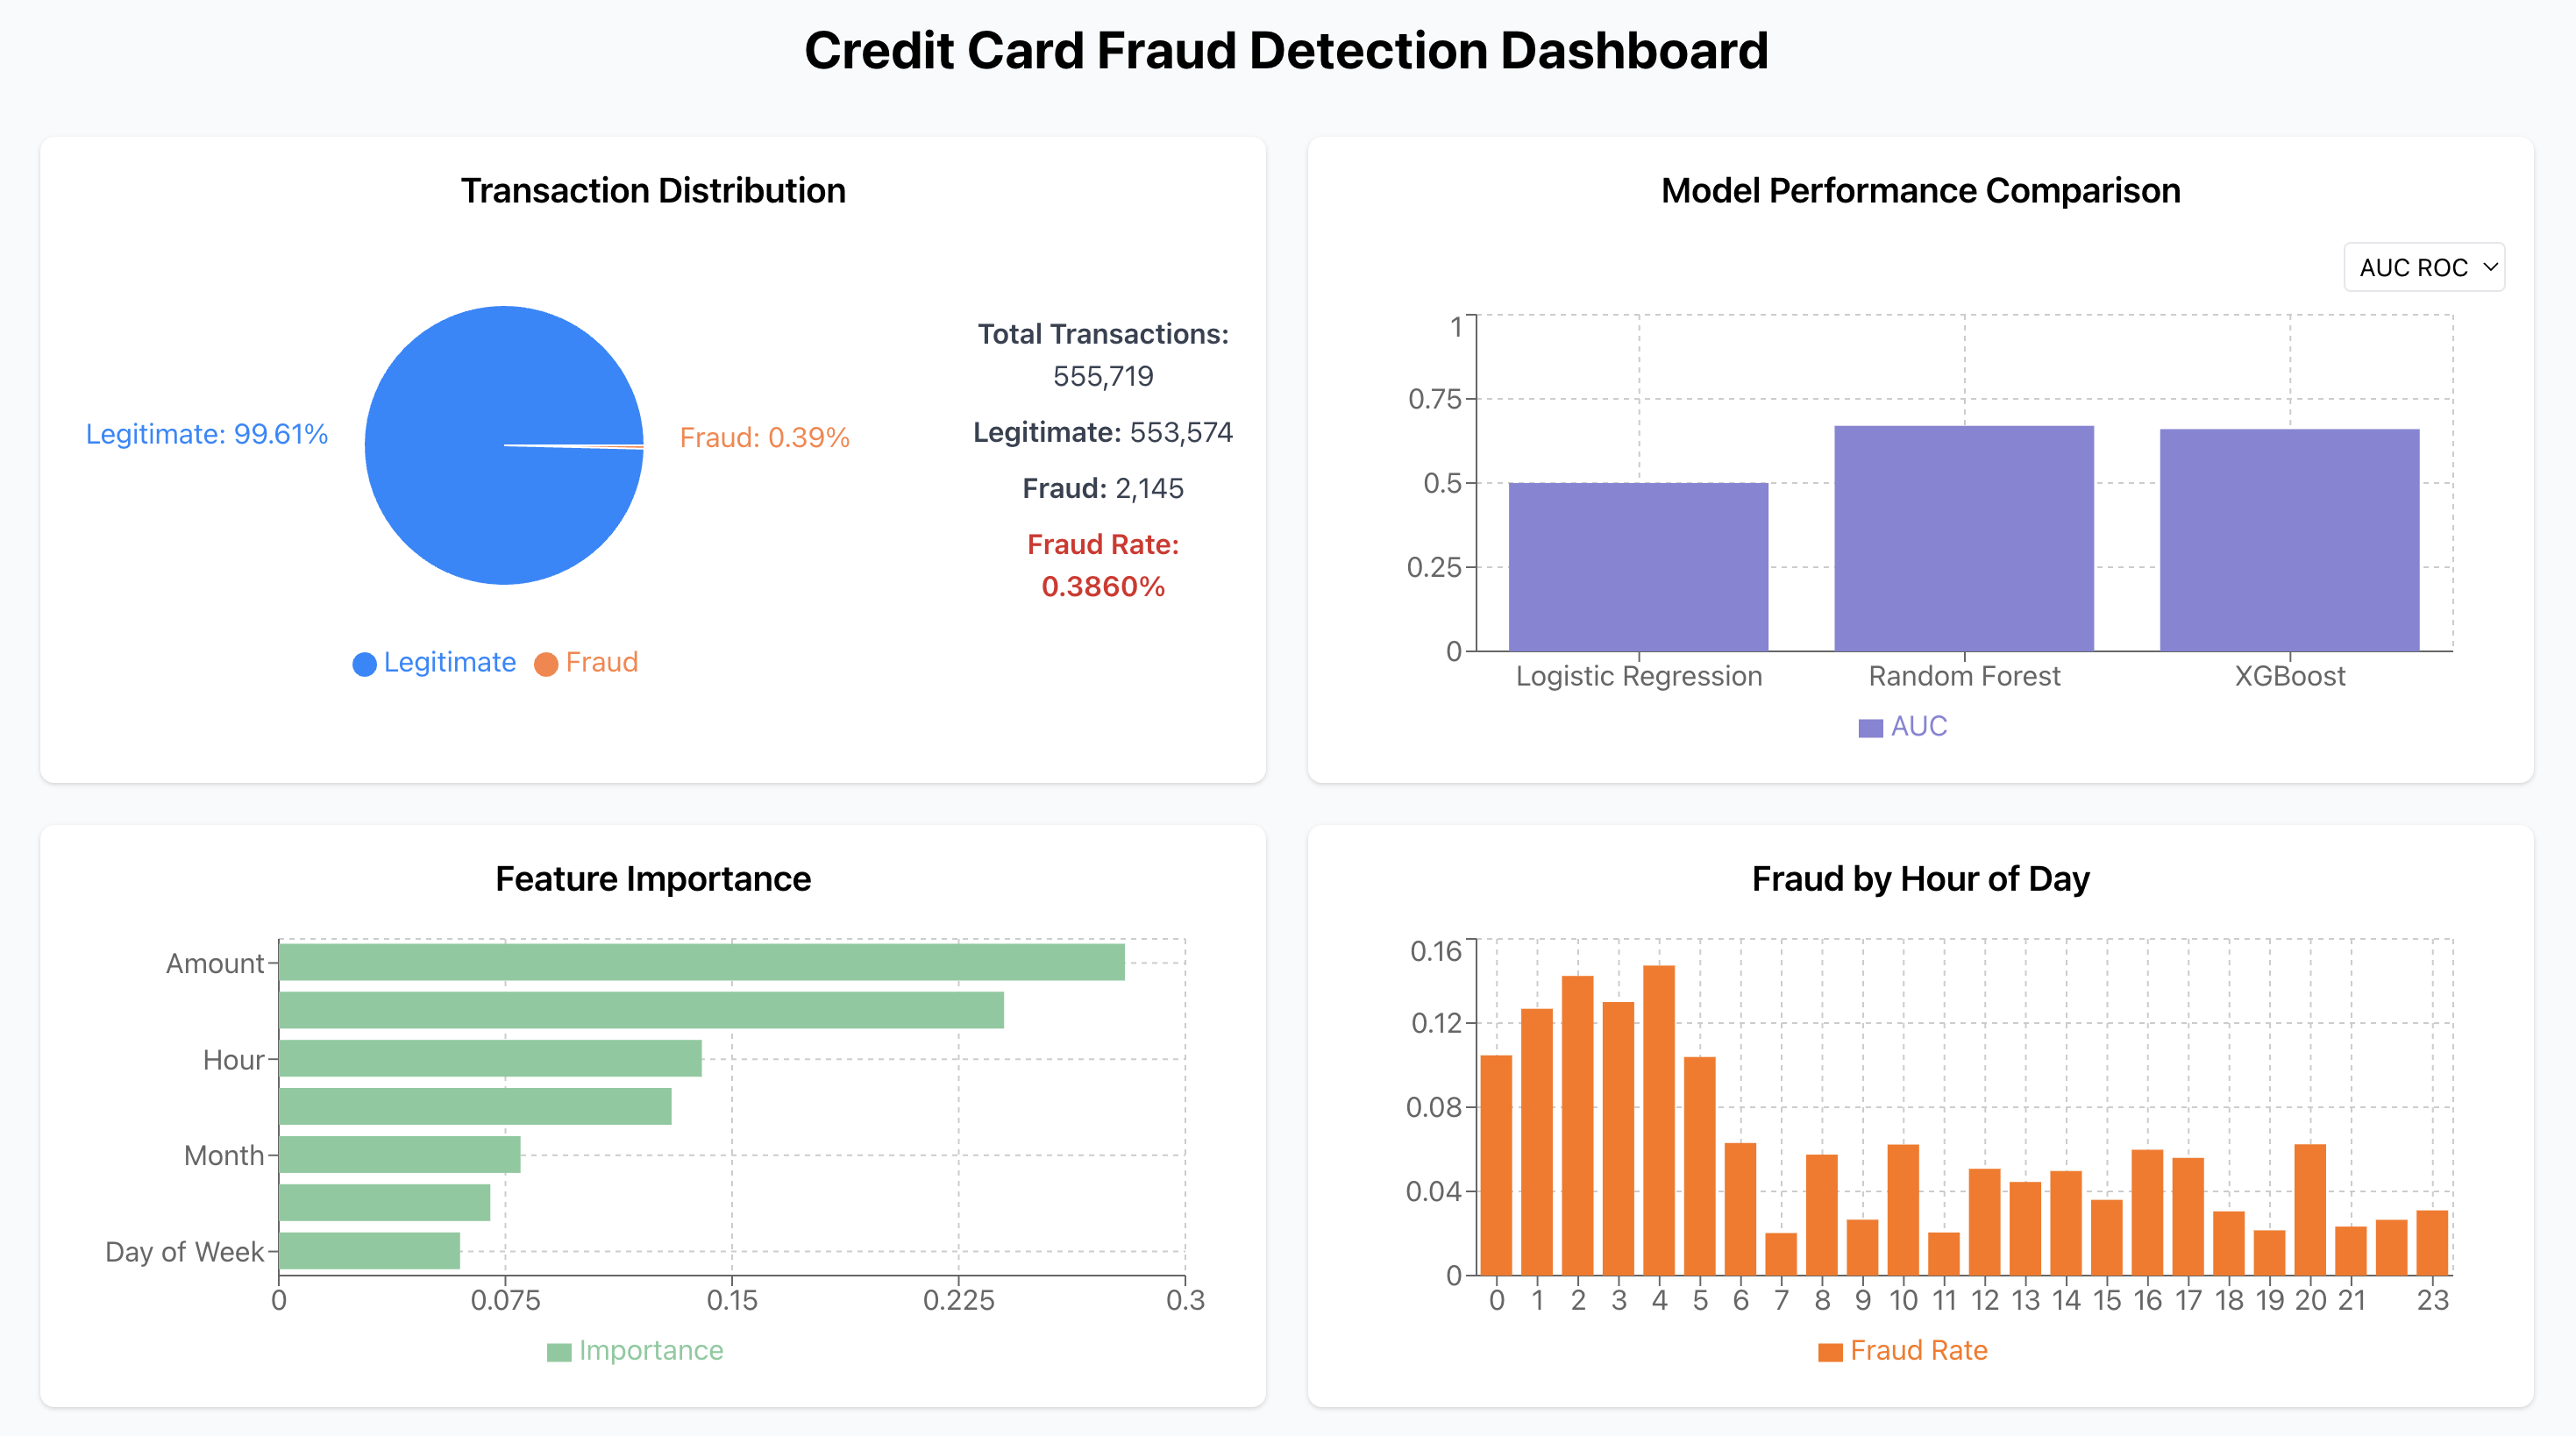 Credit Card Fraud Detection Dashboard
Transaction Distribution
Legitimate: 99.61%
Fraud: 0.39%
Total Transactions:
555,719
Legitimate: 553,574
Fraud: 2,145
Fraud Rate:
0.3860%
Legitimate Fraud
Model Performance Comparison
AUC ROC
1
0.75
0.5
0.25
0
Logistic Regression Random Forest XGBoost
AUC
Feature Importance
Amount
Hour
Month
Day of Week
0 0.075 0.15 0.225 0.3
Importance
Fraud by Hour of Day
0.16
0.12
0.08
0.04
0
0 1 2 3 4 5 6 7 8 9 10 11 12 13 14 15 16 17 18 19 20 21 23
Fraud Rate